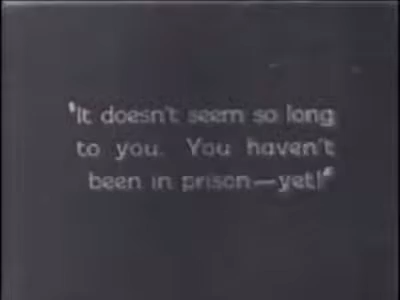 "It doesn't seem so long
to you. You haven't
been in prison—yet!"